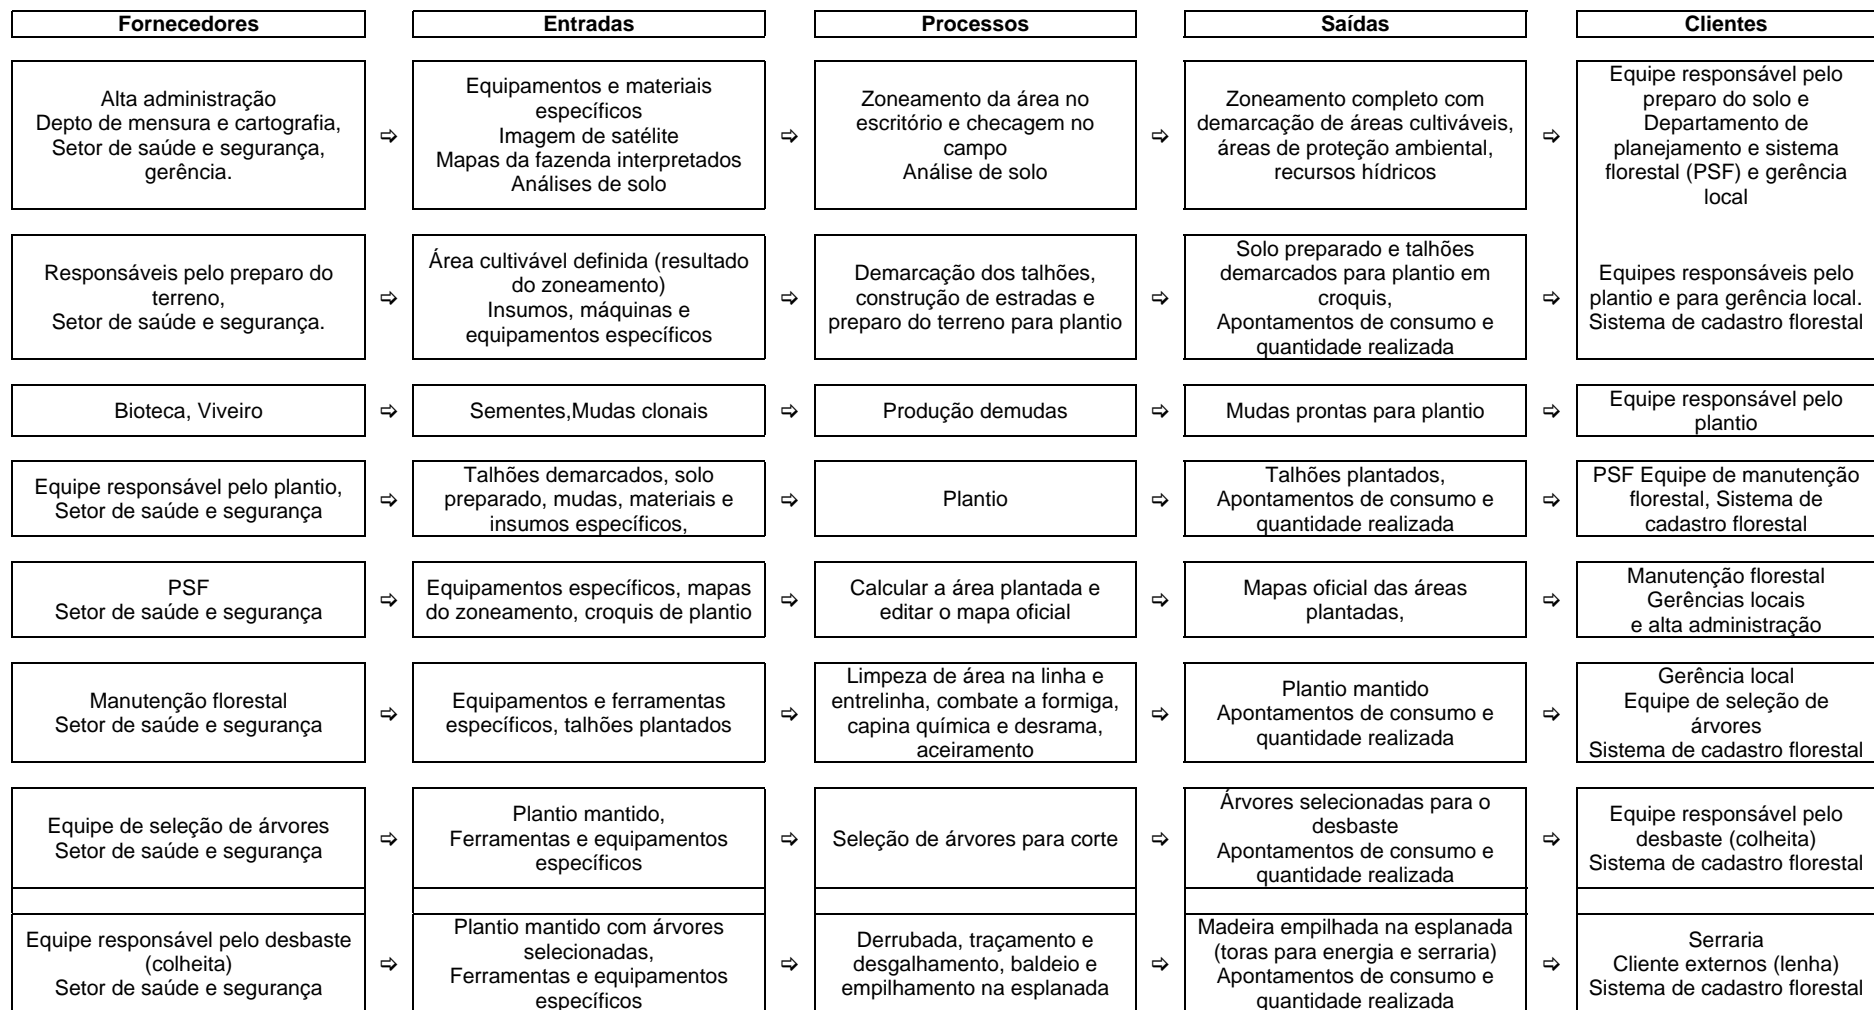 Fornecedores
Entradas
Processos
Saídas
Clientes
Alta administração
Depto de mensura e cartografia,
Setor de saúde e segurança,
gerência.
⇨
Equipamentos e materiais
específicos
Imagem de satélite
Mapas da fazenda interpretados
Análises de solo
⇨
Zoneamento da área no
escritório e checagem no
campo
Análise de solo
⇨
Zoneamento completo com
demarcação de áreas cultiváveis,
áreas de proteção ambiental,
recursos hídricos
⇨
Equipe responsável pelo
preparo do solo e
Departamento de
planejamento e sistema
florestal (PSF) e gerência
local
Responsáveis pelo preparo do
terreno,
Setor de saúde e segurança.
⇨
Área cultivável definida (resultado
do zoneamento)
Insumos, máquinas e
equipamentos específicos
⇨
Demarcação dos talhões,
construção de estradas e
preparo do terreno para plantio
⇨
Solo preparado e talhões
demarcados para plantio em
croquis,
Apontamentos de consumo e
quantidade realizada
⇨
Equipes responsáveis pelo
plantio e para gerência local.
Sistema de cadastro florestal
Bioteca, Viveiro
⇨
Sementes,Mudas clonais
⇨
Produção demudas
⇨
Mudas prontas para plantio
⇨
Equipe responsável pelo
plantio
Equipe responsável pelo plantio,
Setor de saúde e segurança
⇨
Talhões demarcados, solo
preparado, mudas, materiais e
insumos específicos,
⇨
Plantio
⇨
Talhões plantados,
Apontamentos de consumo e
quantidade realizada
⇨
PSF Equipe de manutenção
florestal, Sistema de
cadastro florestal
PSF
Setor de saúde e segurança
⇨
Equipamentos específicos, mapas
do zoneamento, croquis de plantio
⇨
Calcular a área plantada e
editar o mapa oficial
⇨
Mapas oficial das áreas
plantadas,
⇨
Manutenção florestal
Gerências locais
e alta administração
Manutenção florestal
Setor de saúde e segurança
⇨
Equipamentos e ferramentas
específicos, talhões plantados
⇨
Limpeza de área na linha e
entrelinha, combate a formiga,
capina química e desrama,
aceiramento
⇨
Plantio mantido
Apontamentos de consumo e
quantidade realizada
⇨
Gerência local
Equipe de seleção de
árvores
Sistema de cadastro florestal
Equipe de seleção de árvores
Setor de saúde e segurança
⇨
Plantio mantido,
Ferramentas e equipamentos
específicos
⇨
Seleção de árvores para corte
⇨
Árvores selecionadas para o
desbaste
Apontamentos de consumo e
quantidade realizada
⇨
Equipe responsável pelo
desbaste (colheita)
Sistema de cadastro florestal
Equipe responsável pelo desbaste
(colheita)
Setor de saúde e segurança
⇨
Plantio mantido com árvores
selecionadas,
Ferramentas e equipamentos
específicos
⇨
Derrubada, traçamento e
desgalhamento, baldeio e
empilhamento na esplanada
⇨
Madeira empilhada na esplanada
(toras para energia e serraria)
Apontamentos de consumo e
quantidade realizada
⇨
Serraria
Cliente externos (lenha)
Sistema de cadastro florestal